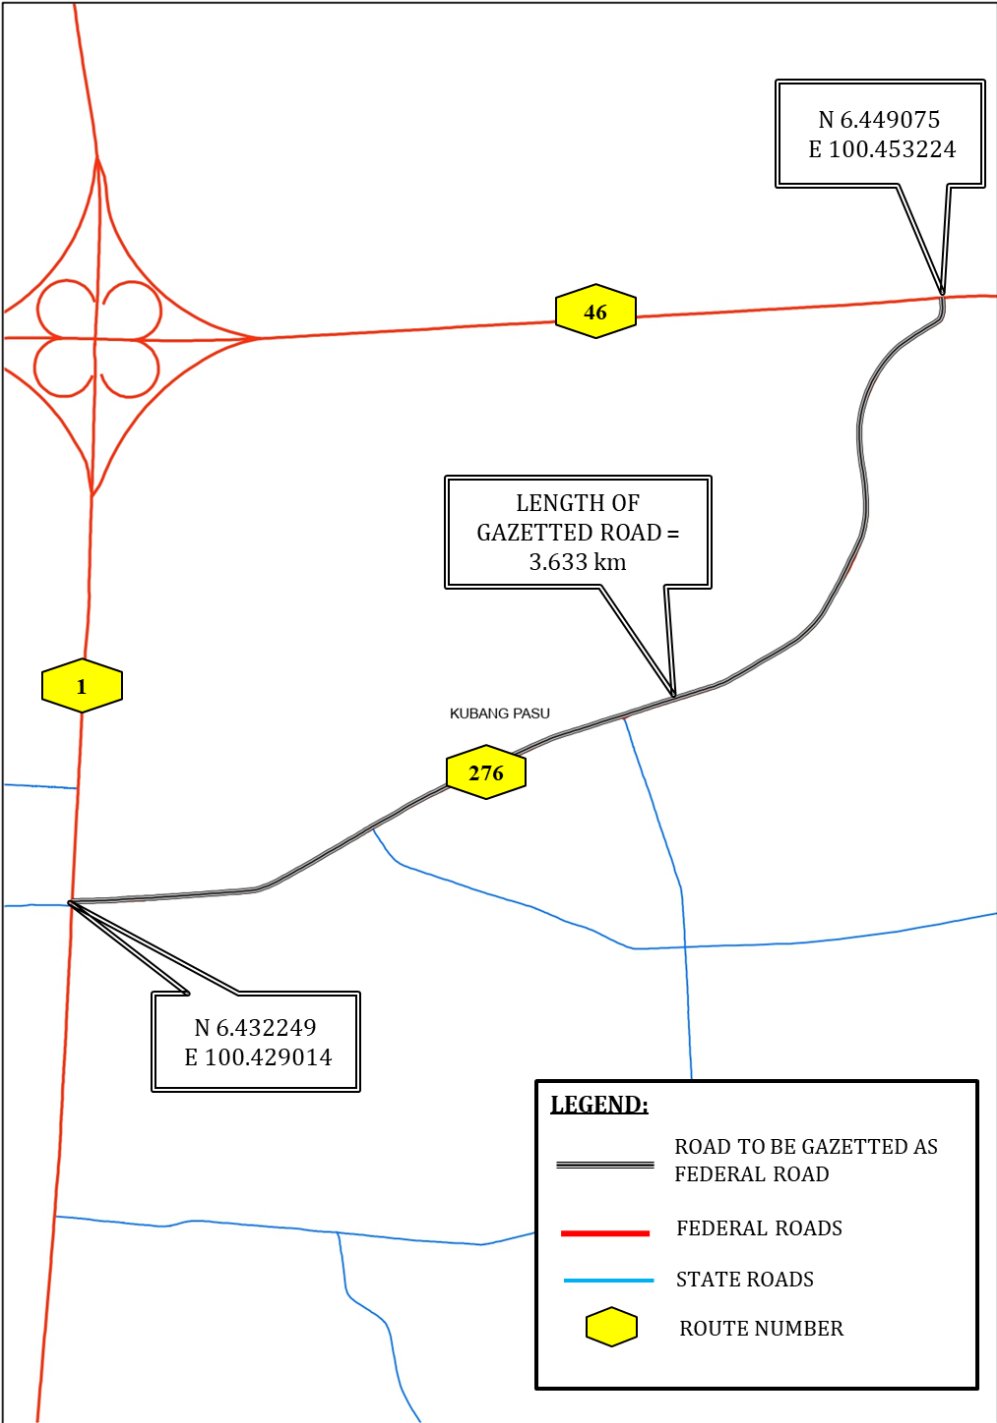 N 6.449075
E 100.453224
46
LENGTH OF
GAZETTED ROAD =
3.633 km
1
KUBANG PASU
276
N 6.432249
E 100.429014
LEGEND:
ROAD TO BE GAZETTED AS
FEDERAL ROAD
FEDERAL ROADS
STATE ROADS
ROUTE NUMBER